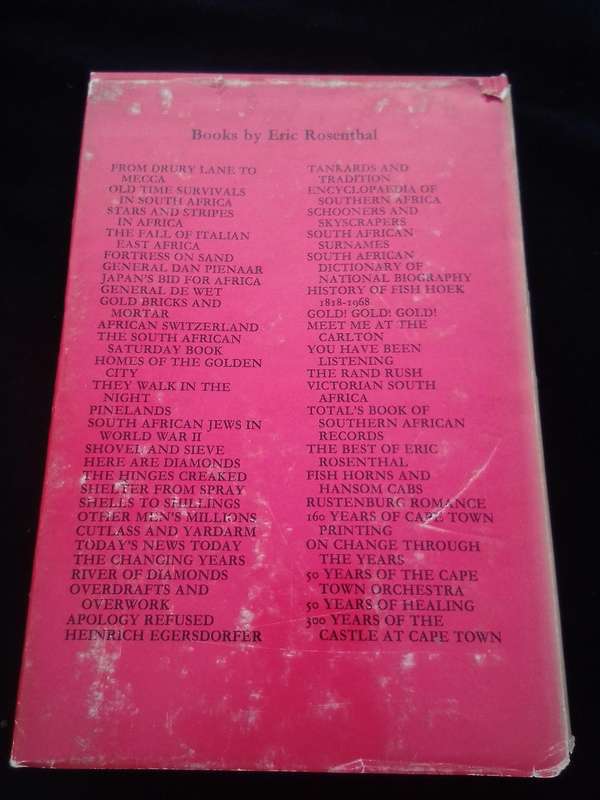 Books by Eric Rosenthal
FROM DRURY LANE TO
MECCA
OLD TIME SURVIVALS
IN SOUTH AFRICA
STARS AND STRIPES
IN AFRICA
THE FALL OF ITALIAN
EAST AFRICA
FORTRESS ON SAND
GENERAL DAN PIENAAR
JAPAN'S BID FOR AFRICA
GENERAL DE WET
GOLD BRICKS AND
MORTAR
AFRICAN SWITZERLAND
THE SOUTH AFRICAN
SATURDAY BOOK
HOMES OF THE GOLDEN
CITY
THEY WALK IN THE
NIGHT
PINELANDS
SOUTH AFRICAN JEWS IN
WORLD WAR II
SHOVEL AND SIEVE
HERE ARE DIAMONDS
THE HINGES CREAKED
SHELTER FROM SPRAY
SHELLS TO SHILLINGS
OTHER MEN'S MILLIONS
CUTLASS AND YARDARM
TODAY'S NEWS TODAY
THE CHANGING YEARS
RIVER OF DIAMONDS
OVERDRAFTS AND
OVERWORK
APOLOGY REFUSED
HEINRICH EGERSDORFER
TANKARDS AND
TRADITION
ENCYCLOPAEDIA OF
SOUTHERN AFRICA
SCHOONERS AND
SKYSCRAPERS
SOUTH AFRICAN
SURNAMES
SOUTH AFRICAN
DICTIONARY OF
NATIONAL BIOGRAPHY
HISTORY OF FISH HOEK
1818-1968
GOLD! GOLD! GOLD!
MEET ME AT THE
CARLTON
YOU HAVE BEEN
LISTENING
THE RAND RUSH
VICTORIAN SOUTH
AFRICA
TOTAL'S BOOK OF
SOUTHERN AFRICAN
RECORDS
THE BEST OF ERIC
ROSENTHAL
FISH HORNS AND
HANSOM CABS
RUSTENBURG ROMANCE
160 YEARS OF CAPE TOWN
PRINTING
ON CHANGE THROUGH
THE YEARS
50 YEARS OF THE CAPE
TOWN ORCHESTRA
50 YEARS OF HEALING
300 YEARS OF THE
CASTLE AT CAPE TOWN